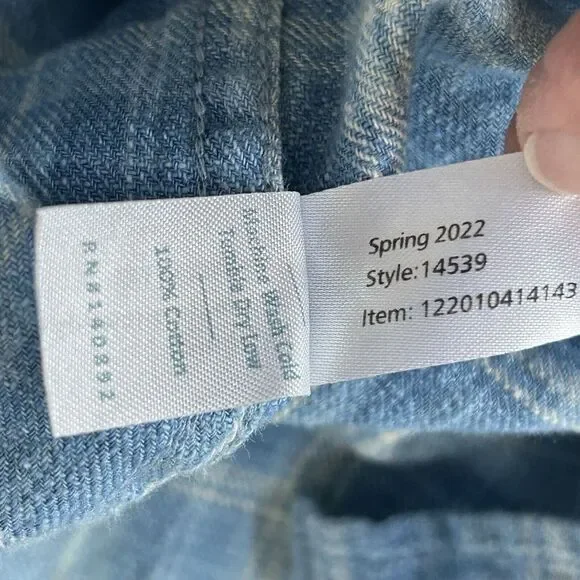 Machine Wash Cold
Tumble Dry Low
100% Cotton
RN#140892
Spring 2022
Style:14539
Item: 122010414143